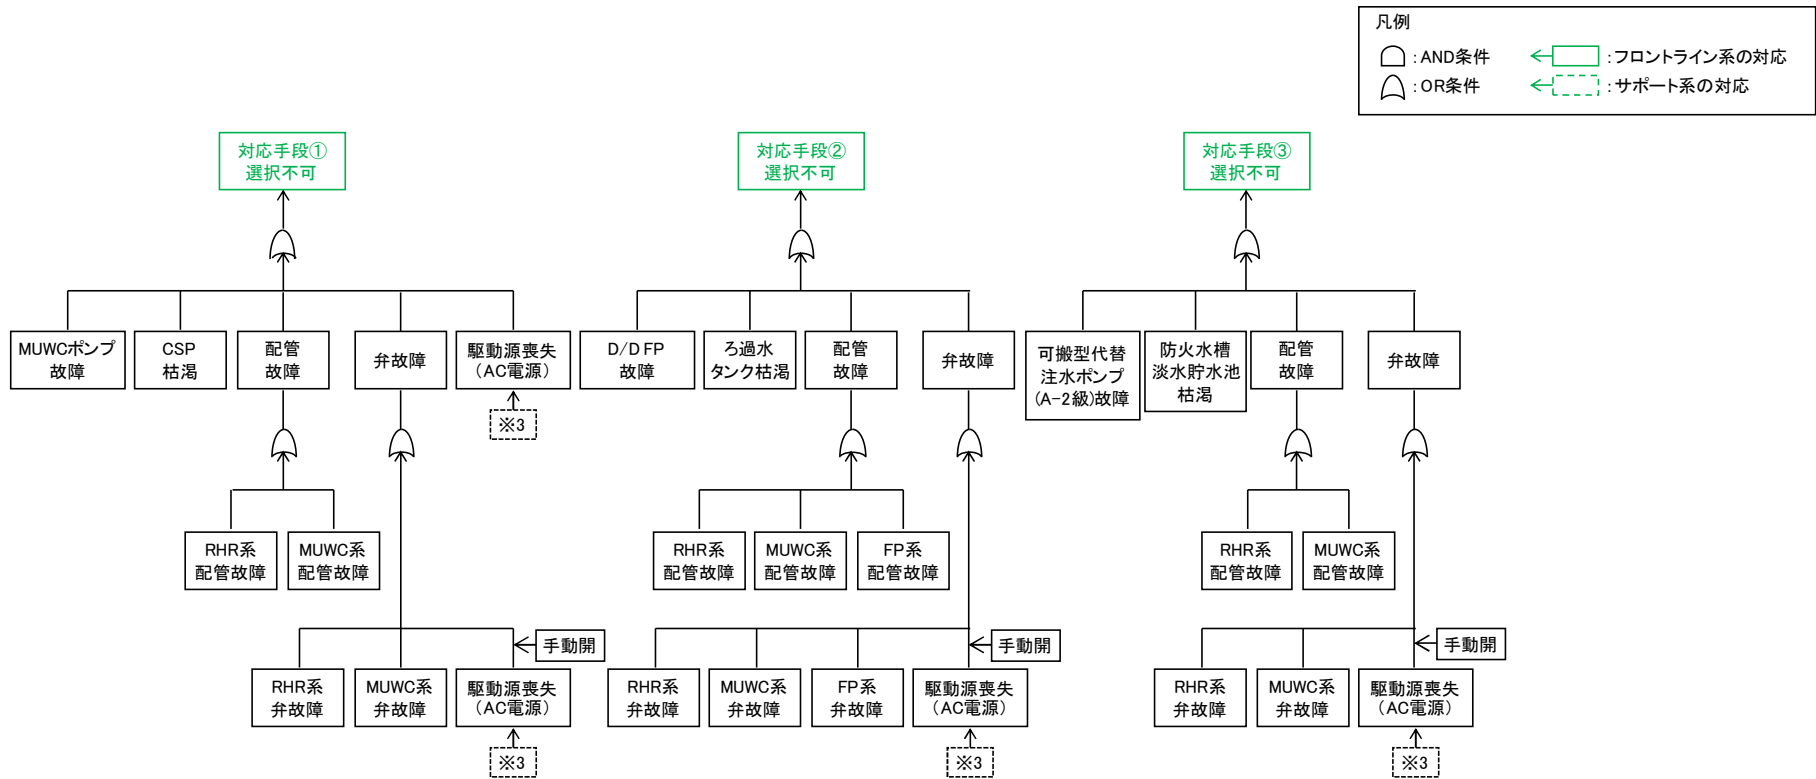 凡例
:AND条件
:フロントライン系の対応
:OR条件
:サポート系の対応
対応手段①
選択不可
対応手段②
選択不可
対応手段③
選択不可
MUWCポンプ
故障
CSP
枯渇
配管
故障
弁故障
駆動源喪失
(AC電源)
※3
D/D FP
故障
ろ過水
タンク枯渇
配管
故障
弁故障
可搬型代替
注水ポンプ
(A-2級)故障
防火水槽
淡水貯水池
枯渇
配管
故障
弁故障
RHR系
配管故障
MUWC系
配管故障
RHR系
配管故障
MUWC系
配管故障
FP系
配管故障
RHR系
配管故障
MUWC系
配管故障
手動開
RHR系
弁故障
MUWC系
弁故障
駆動源喪失
(AC電源)
※3
手動開
RHR系
弁故障
MUWC系
弁故障
FP系
弁故障
駆動源喪失
(AC電源)
※3
手動開
RHR系
弁故障
MUWC系
弁故障
駆動源喪失
(AC電源)
※3